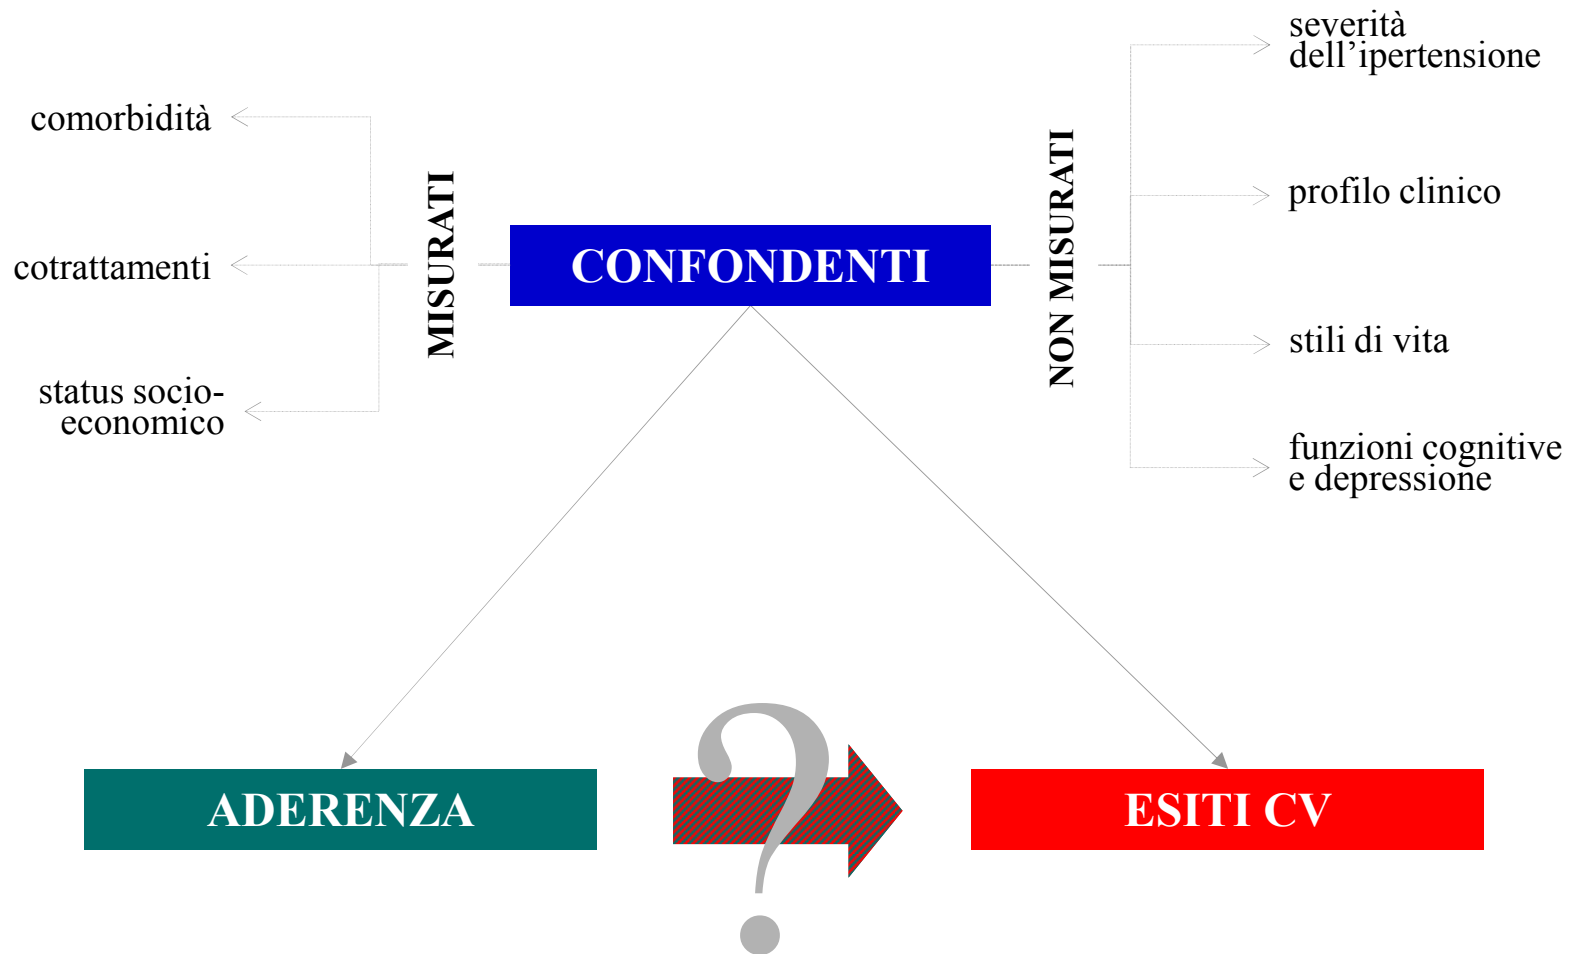 comorbidità
cotrattamenti
status socio-
economico
MISURATI
CONFONDENTI
NON MISURATI
severità
dell’ipertensione
profilo clinico
stili di vita
funzioni cognitive
e depressione
ADERENZA
?
ESITI CV